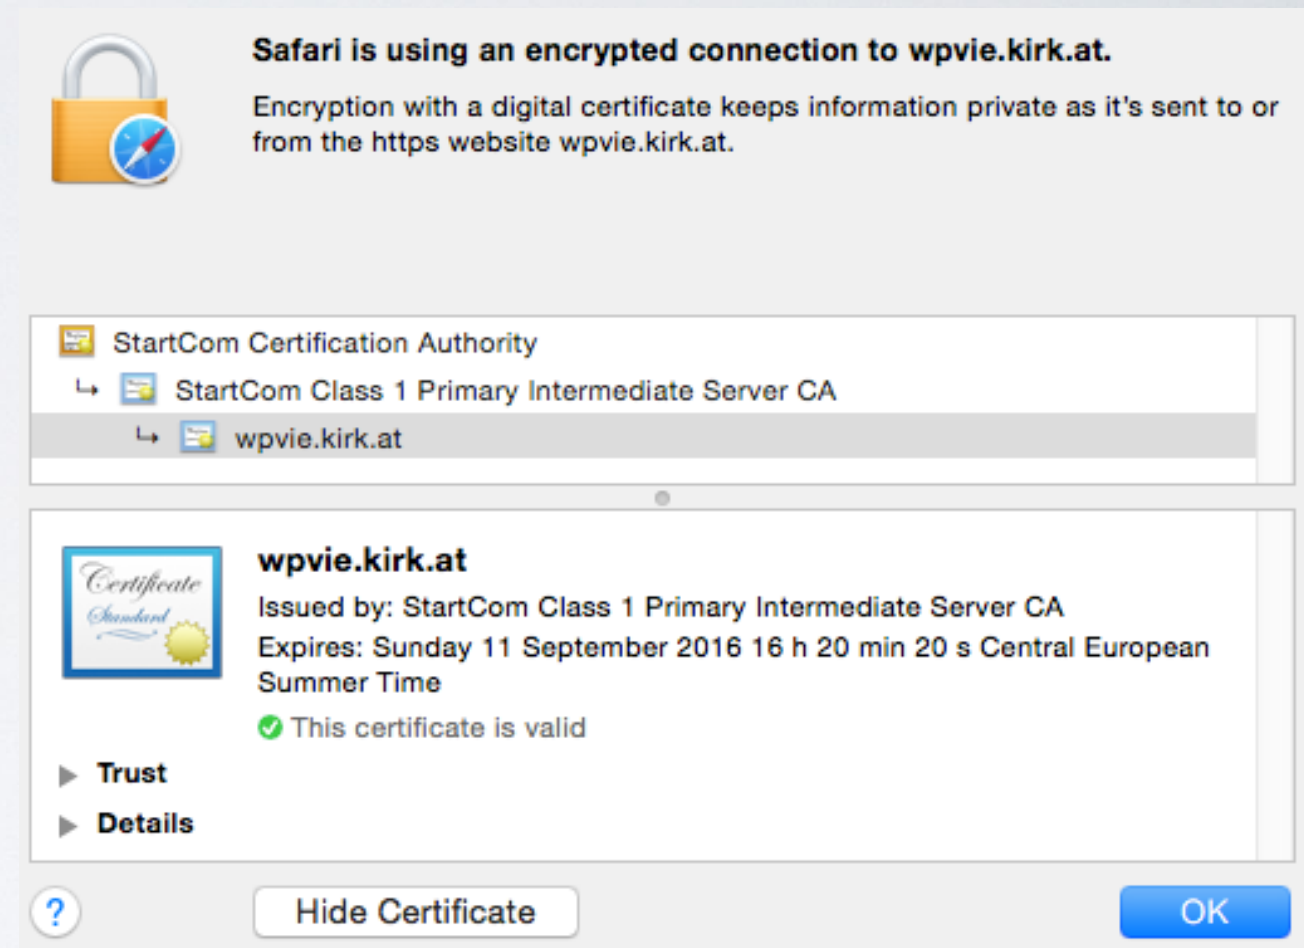 Safari is using an encrypted connection to wpvie.kirk.at.
Encryption with a digital certificate keeps information private as it's sent to or
from the https website wpvie.kirk.at.
StartCom Certification Authority
StartCom Class 1 Primary Intermediate Server CA
wpvie.kirk.at
Certificate
Standard
wpvie.kirk.at
Issued by: StartCom Class 1 Primary Intermediate Server CA
Expires: Sunday 11 September 2016 16 h 20 min 20 s Central European
Summer Time
This certificate is valid
Trust
Details
?
Hide Certificate
OK